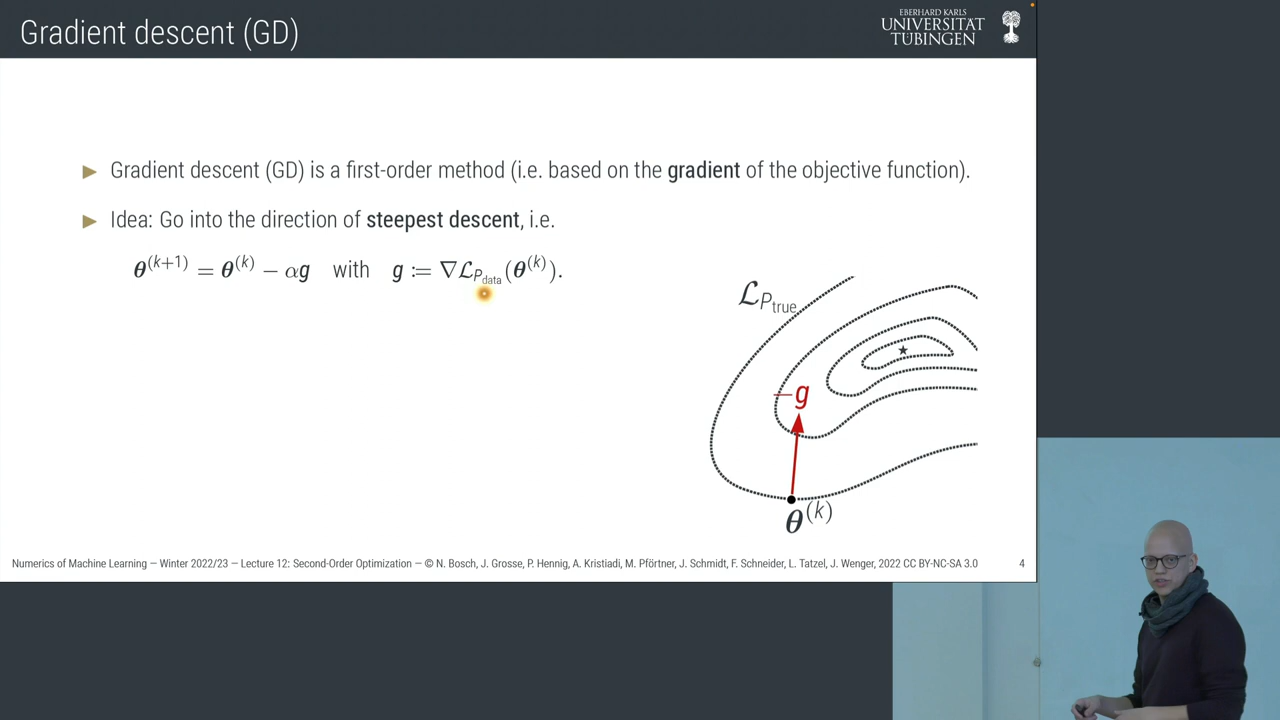 Gradient descent (GD)
EBERHARD KARLS
UNIVERSITÄT
TÜBINGEN
▶ Gradient descent (GD) is a first-order method (i.e. based on the gradient of the objective function).
▶ Idea: Go into the direction of steepest descent, i.e.
θ^(k+1) = θ^(k) − αg with g := ∇ℒ_P_data(θ^(k)).
ℒ_P_true
−g
θ^(k)
Numerics of Machine Learning — Winter 2022/23 — Lecture 12: Second-Order Optimization — © N. Bosch, J. Grosse, P. Hennig, A. Kristiadi, M. Pförtner, J. Schmidt, F. Schneider, L. Tatzel, J. Wenger, 2022 CC BY-NC-SA 3.0 4